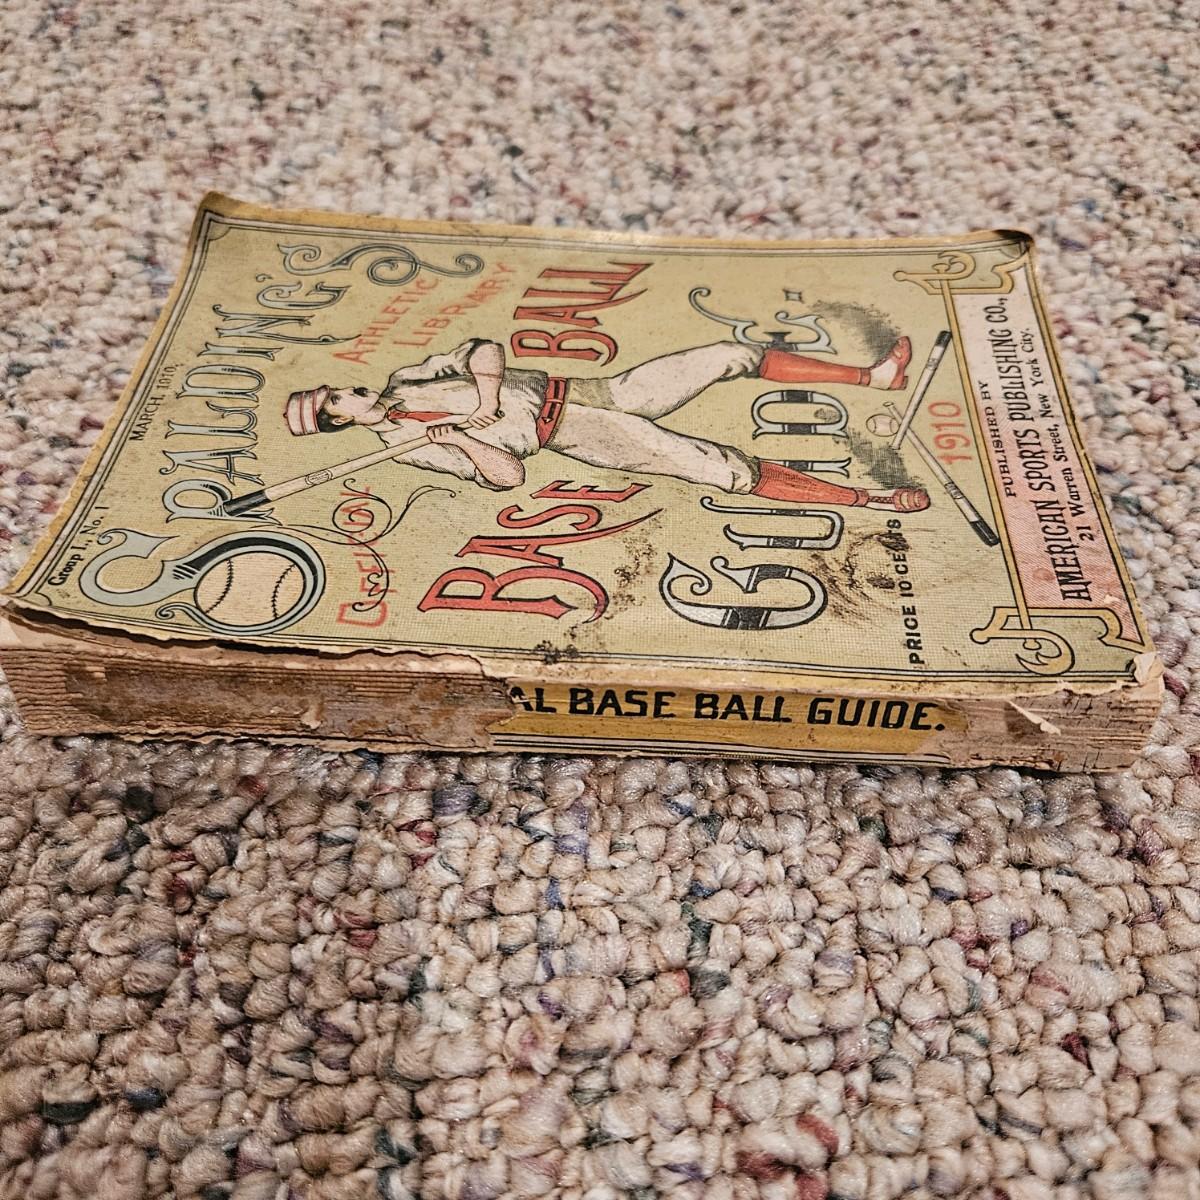 Group I., No. 1
MARCH, 1910.
SPALDING'S
OFFICIAL
ATHLETIC
LIBRARY
BASE BALL
GUIDE
1910
PRICE 10 CENTS
PUBLISHED BY
AMERICAN SPORTS PUBLISHING CO.,
21 Warren Street, New York City.
AL BASE BALL GUIDE.